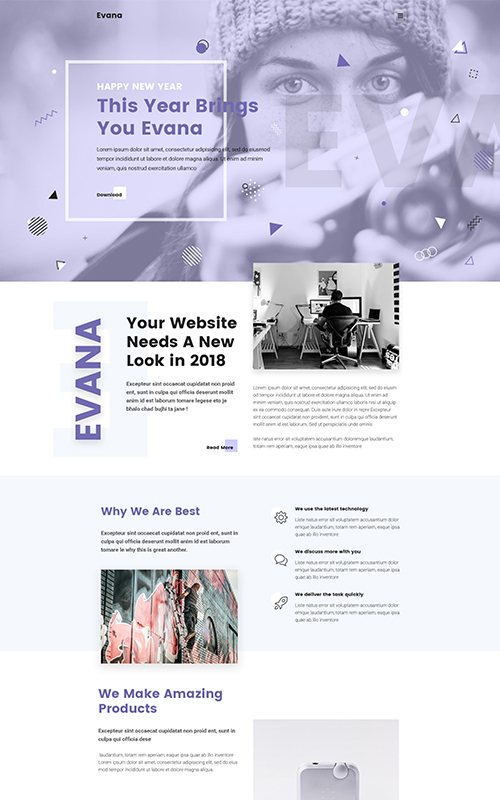 Evana
HAPPY NEW YEAR
This Year Brings
You Evana
Lorem ipsum dolor sit amet, consectetur adipisicing elit, sed do eiusmod
tempor incididunt ut labore et dolore magna aliqua. Ut enim ad minim
veniam, quis nostrud exercitation ullamco
Download
EVA
EVANA
Your Website
Needs A New
Look in 2018
Excepteur sint occaecat cupidatat non proid
ent, sunt in culpa qui officia deserunt mollit
anim id est laborum tomare legese eto je
bhalo chad bujhi ta jane !
Read More
Lorem ipsum dolor sit amet, consectetur adipisicing elit,
sed do eiusmod tempor incididunt ut labore et dolore
magna aliqua. Ut enim ad minim veniam, quis nostrud
exercitation ullamco laboris nisi ut aliquip
ex ea commodo consequat. Duis aute irure dolor
Excepteur sint occaecat cupidatat non proident, sunt in culpa qui officia deserunt
mollit anim id est laborum. Sed ut perspiciatis unde omnis
iste natus error sit voluptatem accusantium doloremque laudantium,
totam rem aperiam, eaque ipsa quae ab illo inventore
Why We Are Best
Excepteur sint occaecat cupidatat non proid ent, sunt in
culpa qui officia deserunt mollit anim id est laborum
tomare le why this is great another.
We use the latest technology
Liste natus error sit voluptatem accusantium dolor
emque laudantium, totam rem aperiam, eaque ipsa
quae ab illo inventore
We discuss more with you
Liste natus error sit voluptatem accusantium dolor
emque laudantium, totam rem aperiam, eaque ipsa
quae ab illo inventore
We deliver the task quickly
Liste natus error sit voluptatem accusantium dolor
emque laudantium, totam rem aperiam, eaque ipsa
quae ab illo inventore
We Make Amazing
Products
Excepteur sint occaecat cupidatat non proid ent, sunt in
culpa qui officia dese
laudantium, totam rem aperiam, eaque ipsa quae ab illo inventore
Lorem ipsum dolor sit amet, consectetur adipisicing elit, sed do eiusmod
tempor incididunt ut labore et dolore magna aliqua.